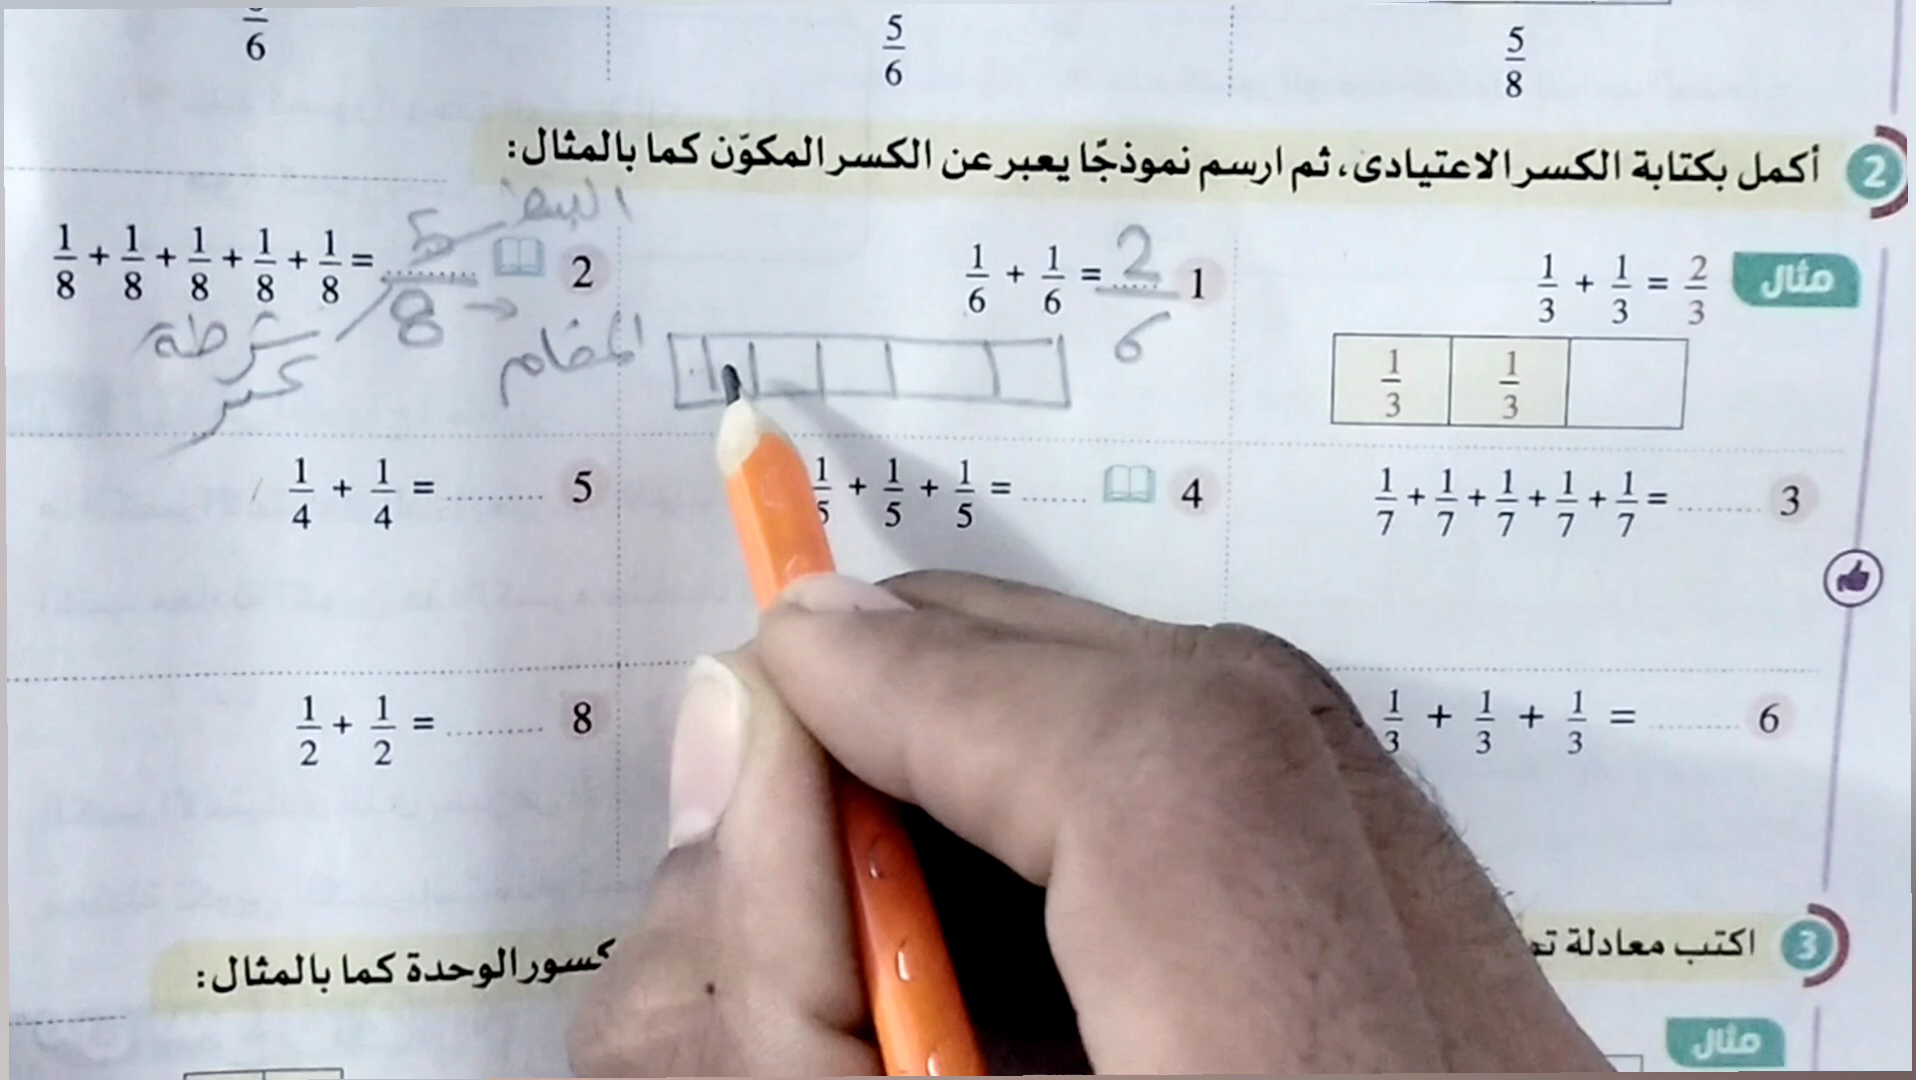 5/6
5/8
2 أكمل بكتابة الكسر الاعتيادى، ثم ارسم نموذجًا يعبر عن الكسر المكوّن كما بالمثال:
مثال 1/3 + 1/3 = 2/3
1/3 1/3
1 1/6 + 1/6 = 2/6
2 1/8 + 1/8 + 1/8 + 1/8 + 1/8 = 5/8
البسط
المقام
شرطة
كسر
3 1/7 + 1/7 + 1/7 + 1/7 + 1/7 = ........
4 1/5 + 1/5 + 1/5 = ........
5 1/4 + 1/4 = ........
6 1/3 + 1/3 + 1/3 = ........
8 1/2 + 1/2 = ........
3 اكتب معادلة
كسور الوحدة كما بالمثال:
مثال